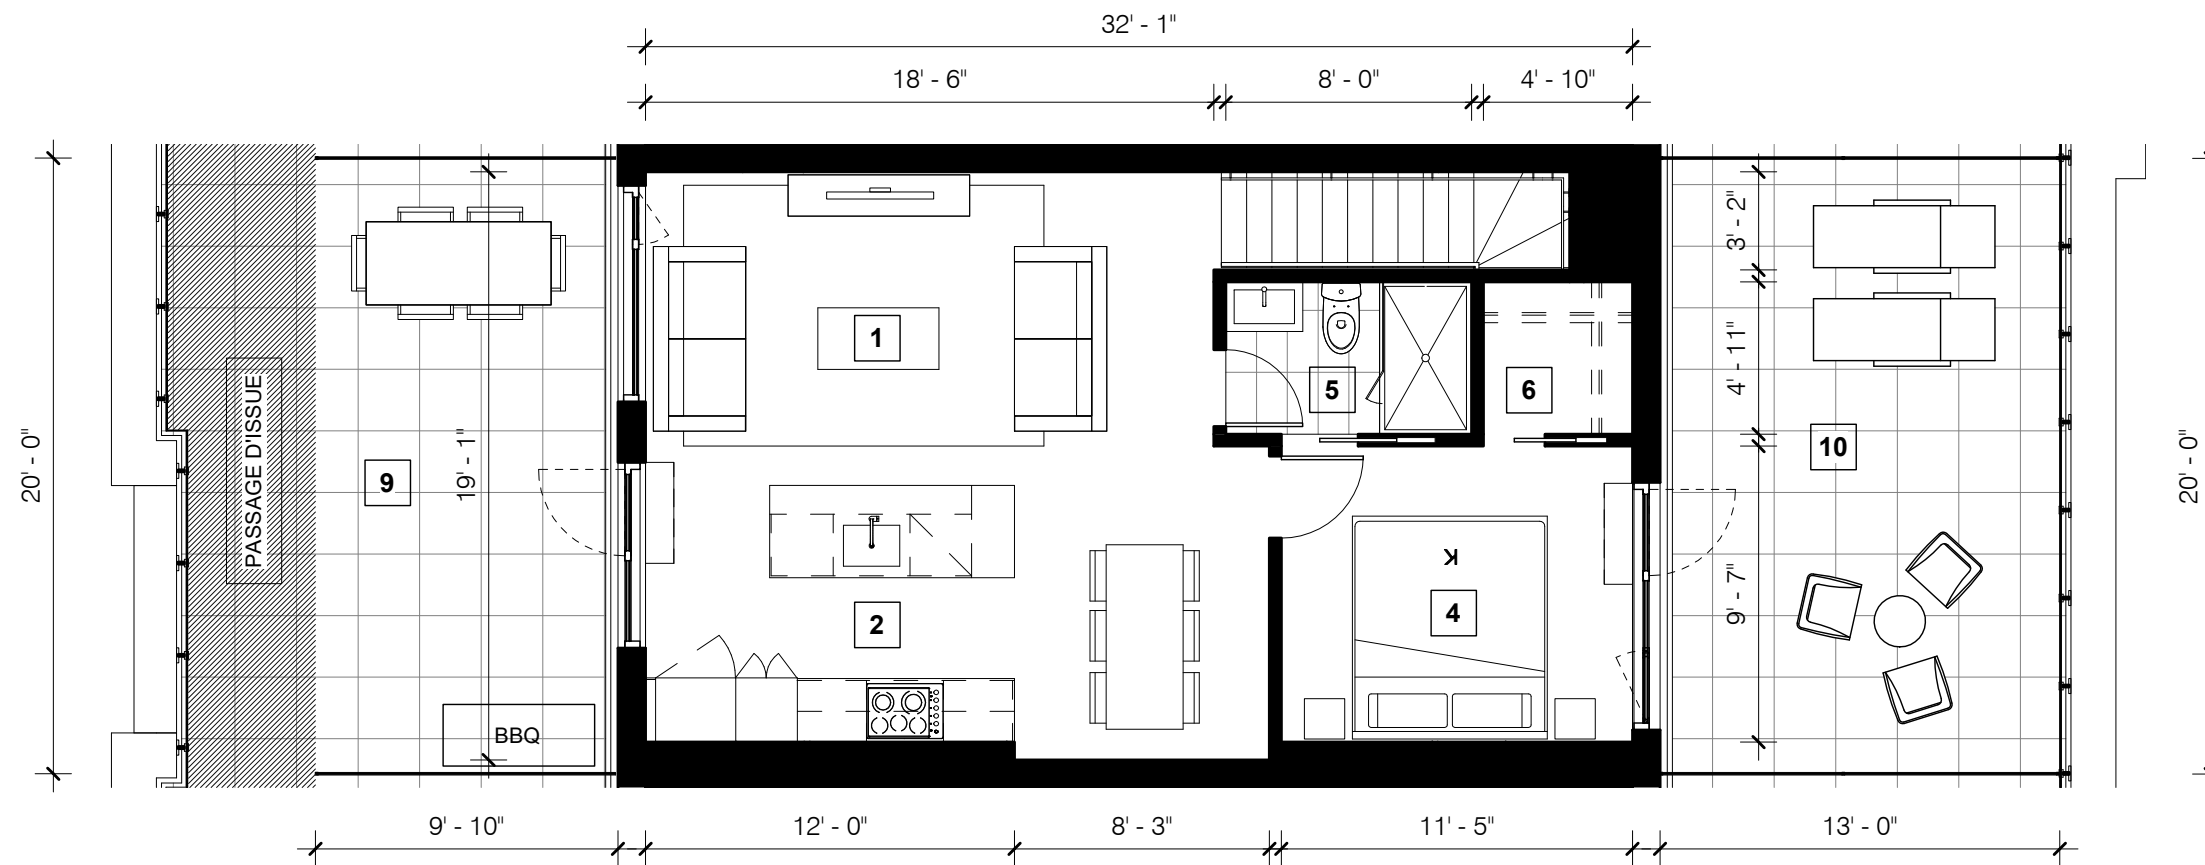 32' - 1"
18' - 6"
8' - 0"
4' - 10"
20' - 0"
PASSAGE D'ISSUE
9
19' - 1"
BBQ
1
2
5
6
K
4
3' - 2"
4' - 11"
9' - 7"
10
20' - 0"
9' - 10"
12' - 0"
8' - 3"
11' - 5"
13' - 0"